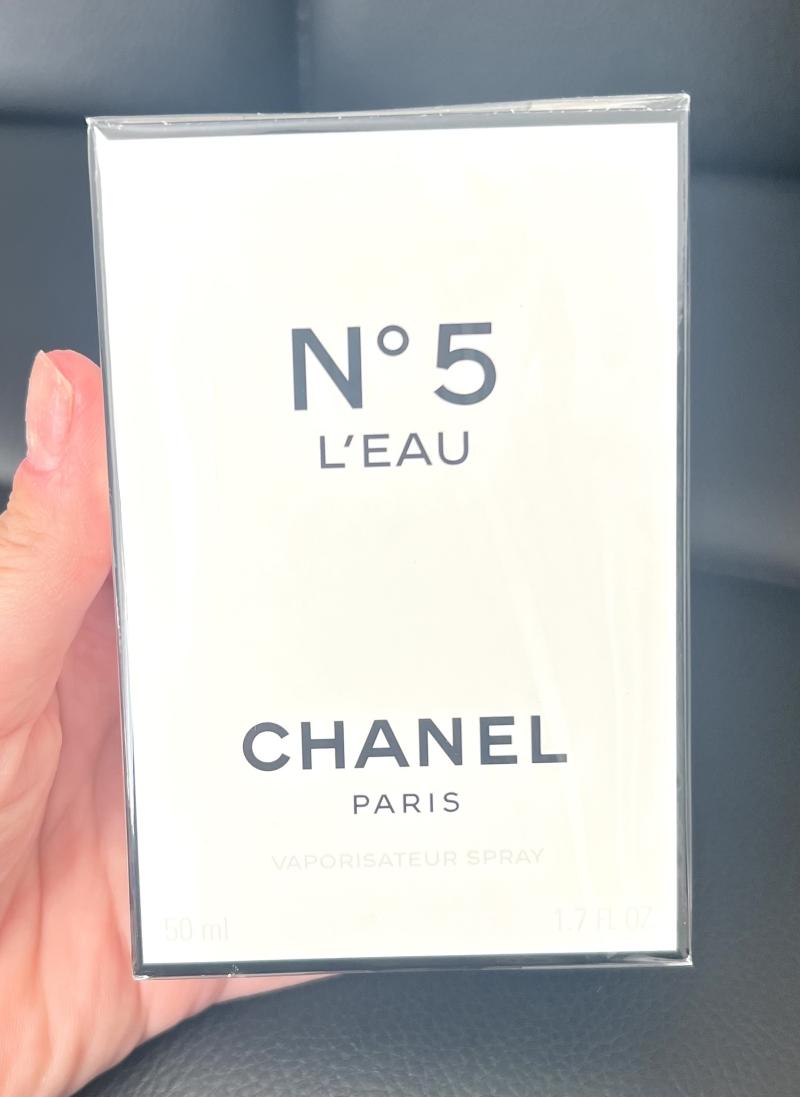 N° 5
L'EAU
CHANEL
PARIS
VAPORISATEUR SPRAY
50 ml 1.7 FL OZ